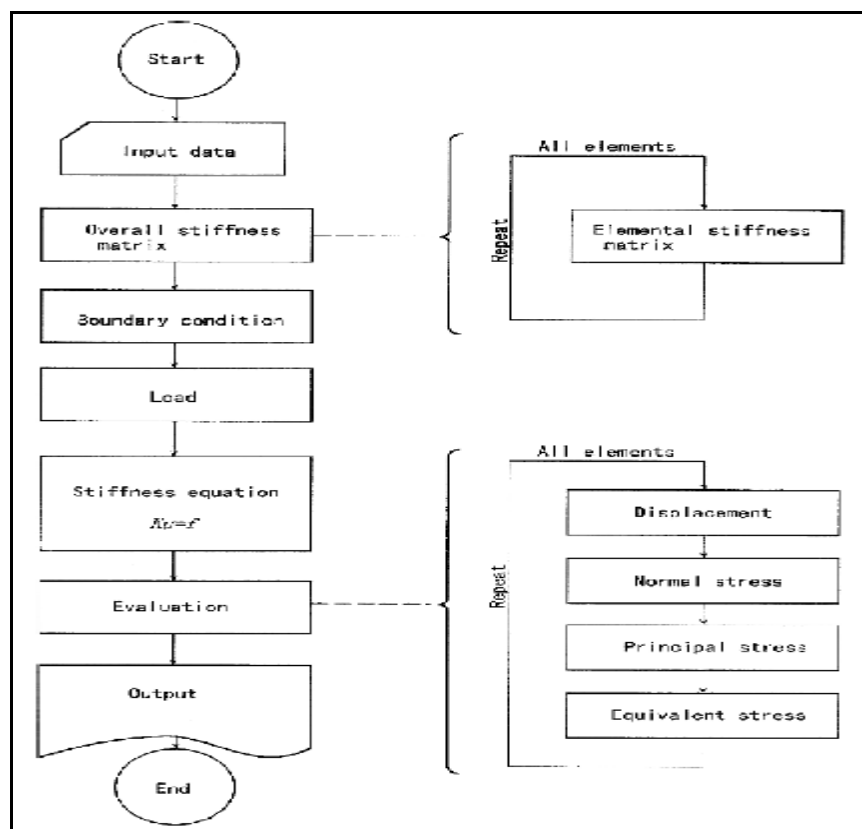 Start
Input data
Overall stiffness
matrix
Boundary condition
Load
Stiffness equation
Ku=f
Evaluation
Output
End
All elements
Repeat
Elemental stiffness
matrix
All elements
Repeat
Displacement
Normal stress
Principal stress
Equivalent stress